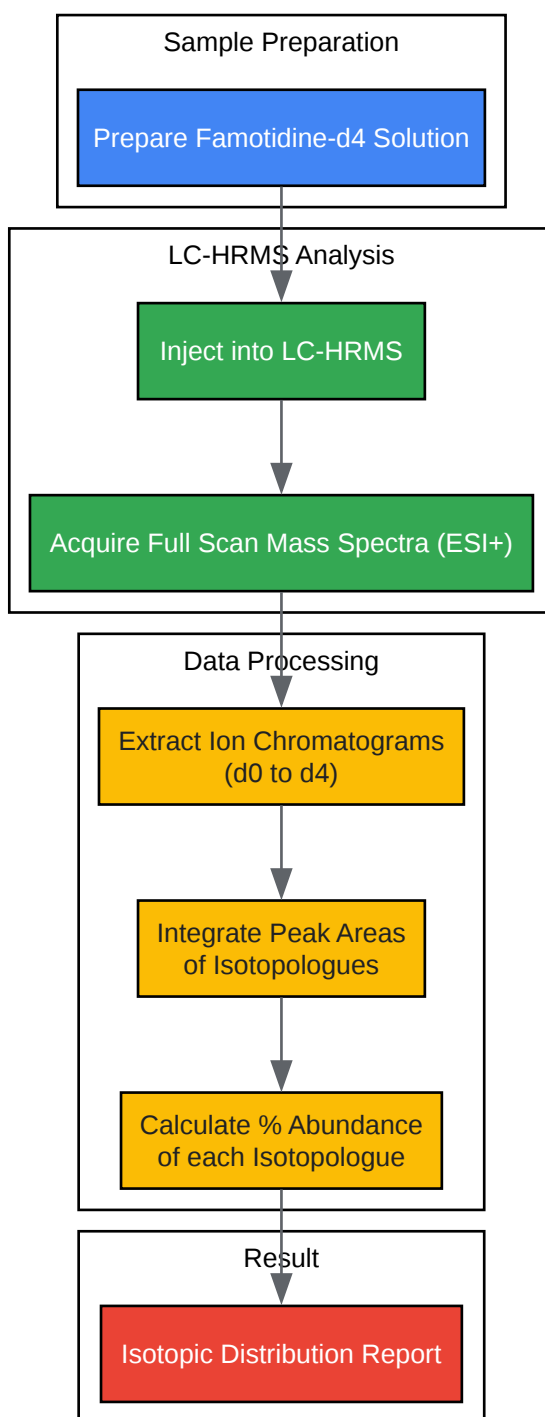 Sample Preparation
Prepare Famotidine-d4 Solution
LC-HRMS Analysis
Inject into LC-HRMS
Acquire Full Scan Mass Spectra (ESI+)
Data Processing
Extract Ion Chromatograms
(d0 to d4)
Integrate Peak Areas
of Isotopologues
Calculate % Abundance
of each Isotopologue
Result
Isotopic Distribution Report